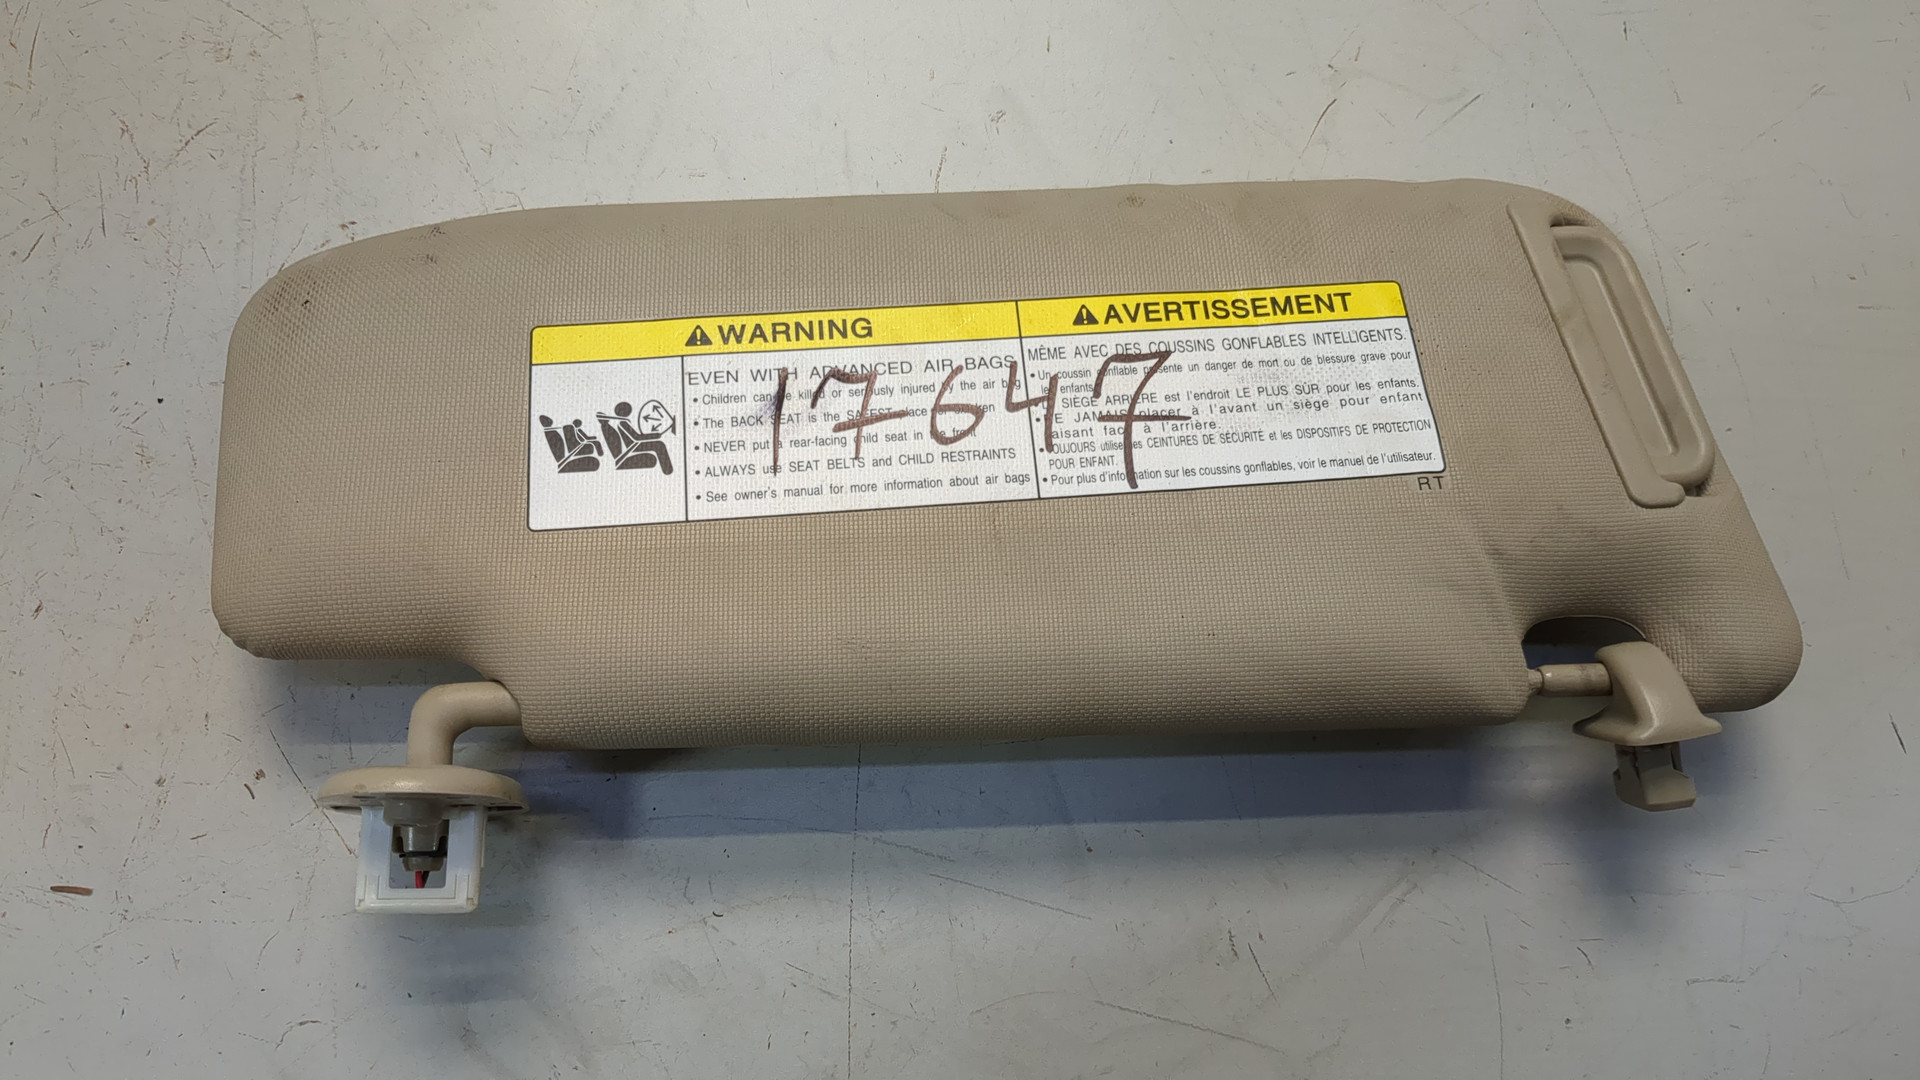 WARNING
EVEN WITH ADVANCED AIR BAGS
• Children can be killed or seriously injured by the air bag
• The BACK SEAT is the SAFEST place for children
• NEVER put a rear-facing child seat in the front
• ALWAYS use SEAT BELTS and CHILD RESTRAINTS
• See owner's manual for more information about air bags
AVERTISSEMENT
MÊME AVEC DES COUSSINS GONFLABLES INTELLIGENTS:
• Un coussin gonflable présente un danger de mort ou de blessure grave pour
les enfants.
SIÈGE ARRIÈRE est l'endroit LE PLUS SÛR pour les enfants.
• NE JAMAIS placer à l'avant un siège pour enfant
faisant face à l'arrière.
• TOUJOURS utiliser les CEINTURES DE SÉCURITÉ et les DISPOSITIFS DE PROTECTION
POUR ENFANT.
• Pour plus d'information sur les coussins gonflables, voir le manuel de l'utilisateur.
17647
RT